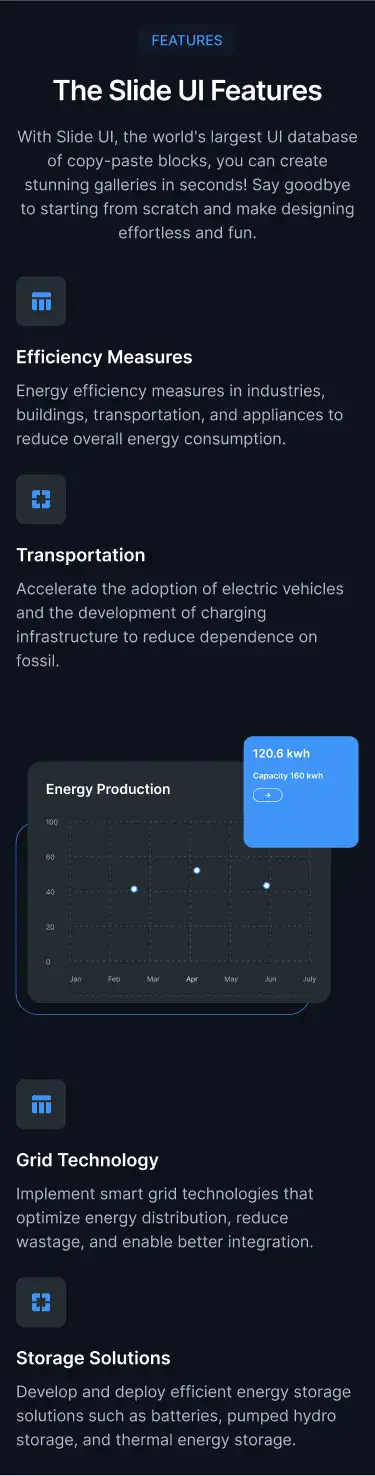 FEATURES
The Slide UI Features
With Slide UI, the world's largest UI database
of copy-paste blocks, you can create
stunning galleries in seconds! Say goodbye
to starting from scratch and make designing
effortless and fun.
Efficiency Measures
Energy efficiency measures in industries,
buildings, transportation, and appliances to
reduce overall energy consumption.
Transportation
Accelerate the adoption of electric vehicles
and the development of charging
infrastructure to reduce dependence on
fossil.
120.6 kwh
Capacity 160 kwh
Energy Production
100
60
40
20
0
Jan Feb Mar Apr May Jun July
Grid Technology
Implement smart grid technologies that
optimize energy distribution, reduce
wastage, and enable better integration.
Storage Solutions
Develop and deploy efficient energy storage
solutions such as batteries, pumped hydro
storage, and thermal energy storage.